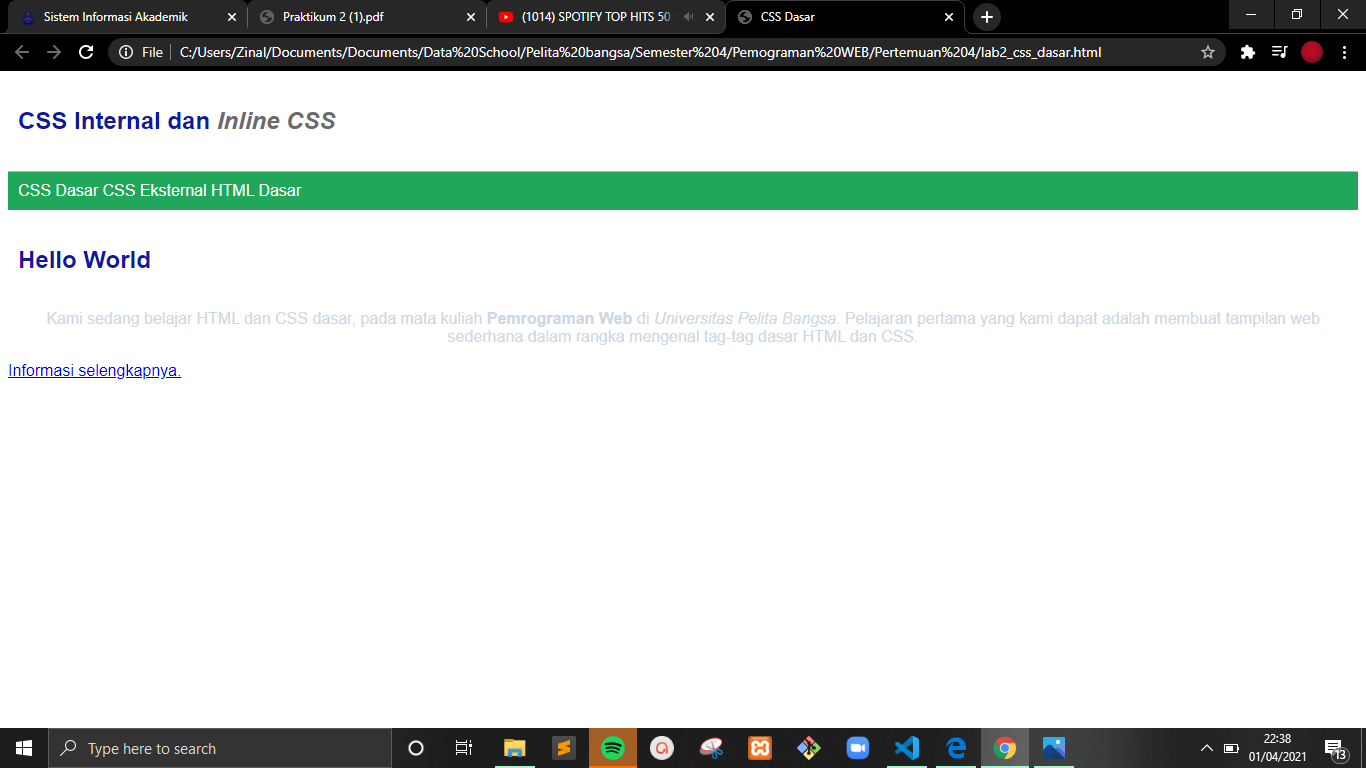 Sistem Informasi Akademik
Praktikum 2 (1).pdf
(1014) SPOTIFY TOP HITS 50
CSS Dasar
File
C:/Users/Zinal/Documents/Documents/Data%20School/Pelita%20bangsa/Semester%204/Pemograman%20WEB/Pertemuan%204/lab2_css_dasar.html
CSS Internal dan Inline CSS
CSS Dasar CSS Eksternal HTML Dasar
Hello World
Kami sedang belajar HTML dan CSS dasar, pada mata kuliah Pemrograman Web di Universitas Pelita Bangsa. Pelajaran pertama yang kami dapat adalah membuat tampilan web
sederhana dalam rangka mengenal tag-tag dasar HTML dan CSS.
Informasi selengkapnya.
Type here to search
22:38
01/04/2021
13